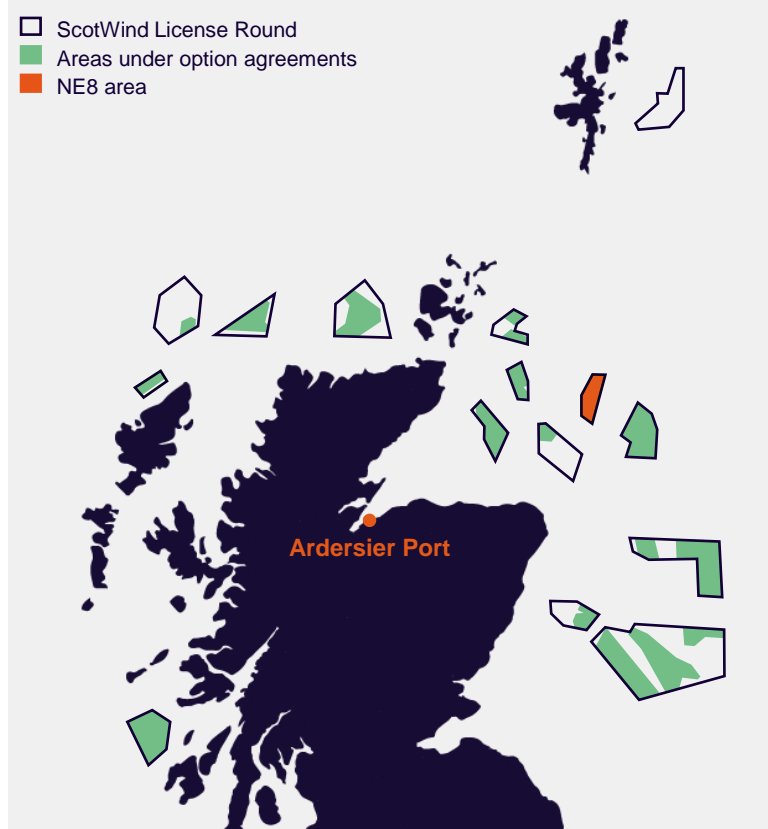 ScotWind License Round
Areas under option agreements
NE8 area
Ardersier Port